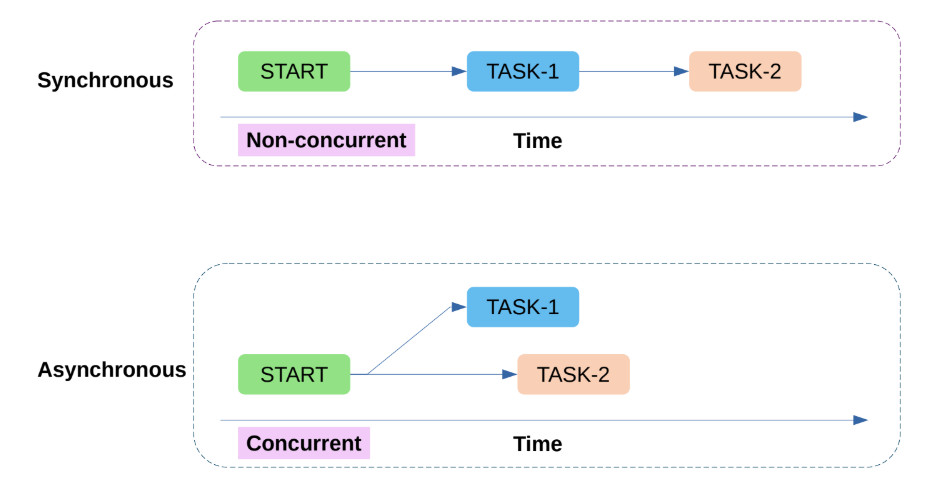 Synchronous
START
TASK-1
TASK-2
Non-concurrent
Time
Asynchronous
TASK-1
START
TASK-2
Concurrent
Time